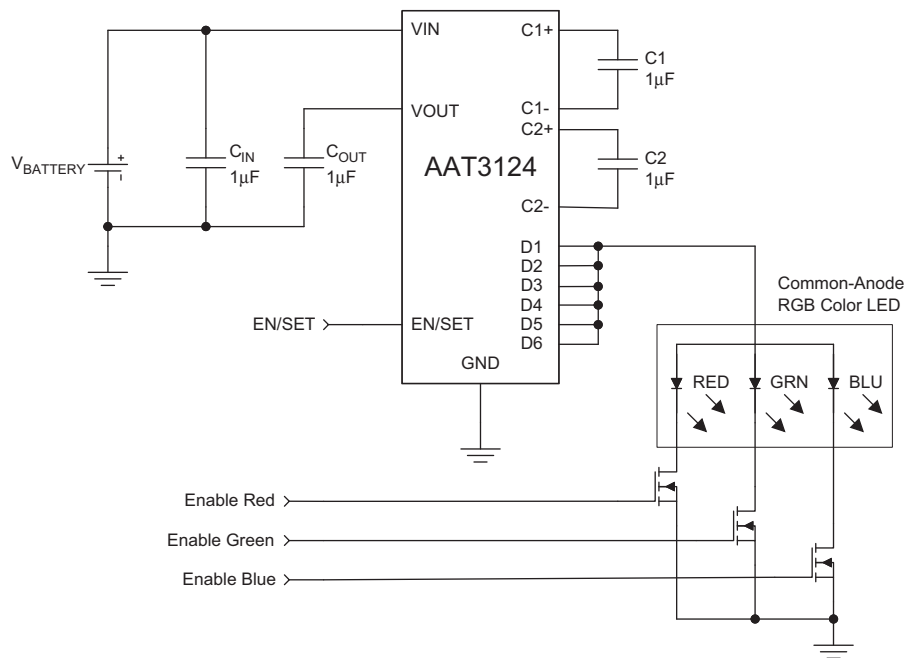 VIN
C1+
C1
1μF
VOUT
C1-
C2+
VBATTERY
+
-
CIN
1μF
COUT
1μF
AAT3124
C2
1μF
C2-
D1
D2
D3
D4
D5
D6
Common-Anode
RGB Color LED
EN/SET
EN/SET
GND
RED
GRN
BLU
Enable Red
Enable Green
Enable Blue